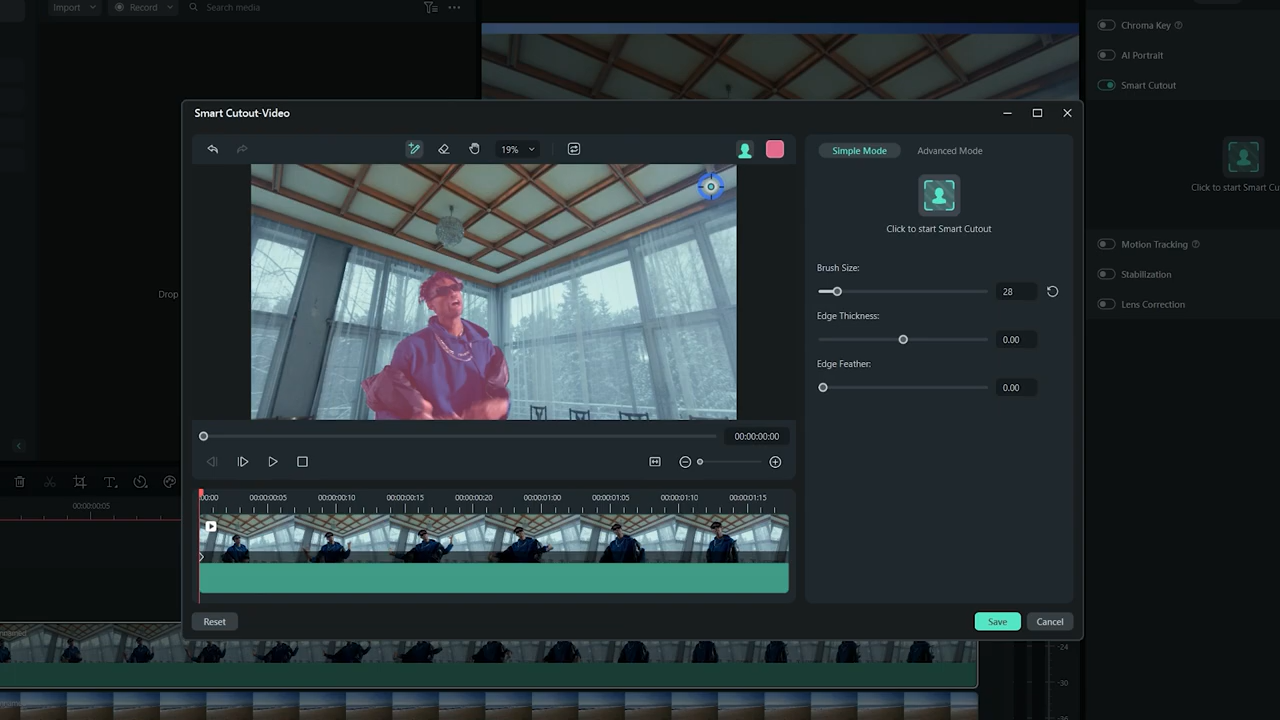 Import
Record
Search media
Chroma Key
AI Portrait
Smart Cutout
Smart Cutout-Video
19%
Simple Mode
Advanced Mode
Click to start Smart Cutout
Click to start Smart Cu
Brush Size:
28
Edge Thickness:
0.00
Edge Feather:
0.00
Motion Tracking
Stabilization
Lens Correction
Drop
00:00:00:00
00:00
00:00:00:05
00:00:00:10
00:00:00:15
00:00:00:20
00:00:01:00
00:00:01:05
00:00:01:10
00:00:01:15
00:00:00:05
Reset
Save
Cancel
-24
-30
-36